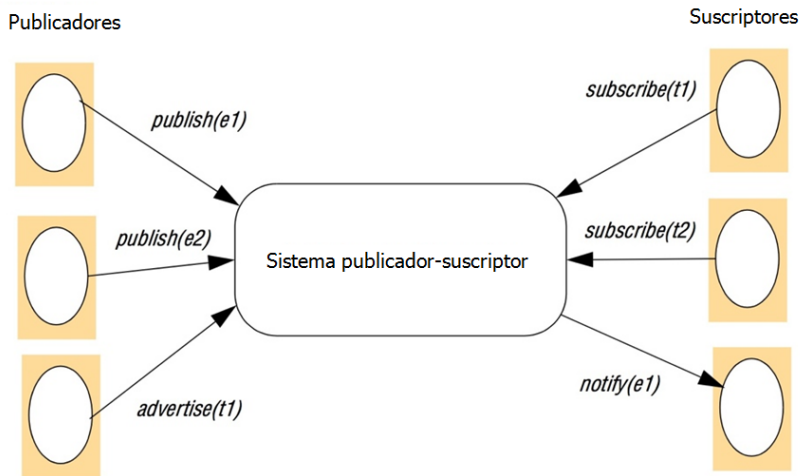 Publicadores
Suscriptores
publish(e1)
subscribe(t1)
publish(e2)
subscribe(t2)
Sistema publicador-suscriptor
advertise(t1)
notify(e1)